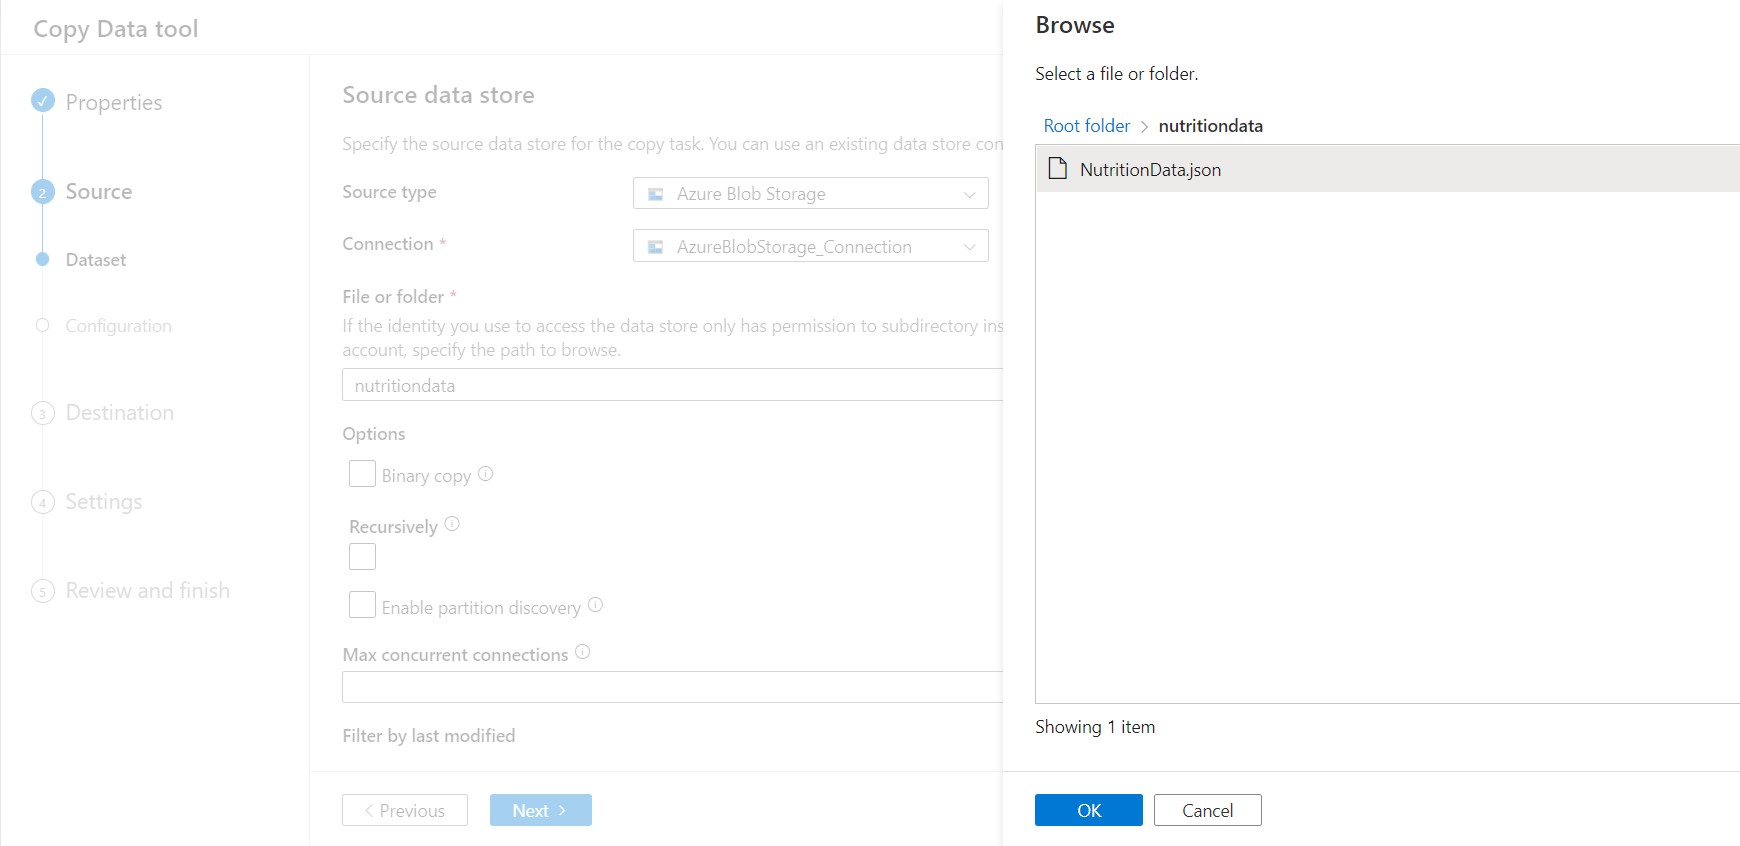 Copy Data tool
Properties
2 Source
Dataset
Configuration
3 Destination
4 Settings
5 Review and finish
Source data store
Specify the source data store for the copy task. You can use an existing data store con
Source type
Azure Blob Storage
Connection *
AzureBlobStorage_Connection
File or folder *
If the identity you use to access the data store only has permission to subdirectory ins
account, specify the path to browse.
nutritiondata
Options
Binary copy
Recursively
Enable partition discovery
Max concurrent connections
Filter by last modified
< Previous
Next >
Browse
Select a file or folder.
Root folder > nutritiondata
NutritionData.json
Showing 1 item
OK
Cancel